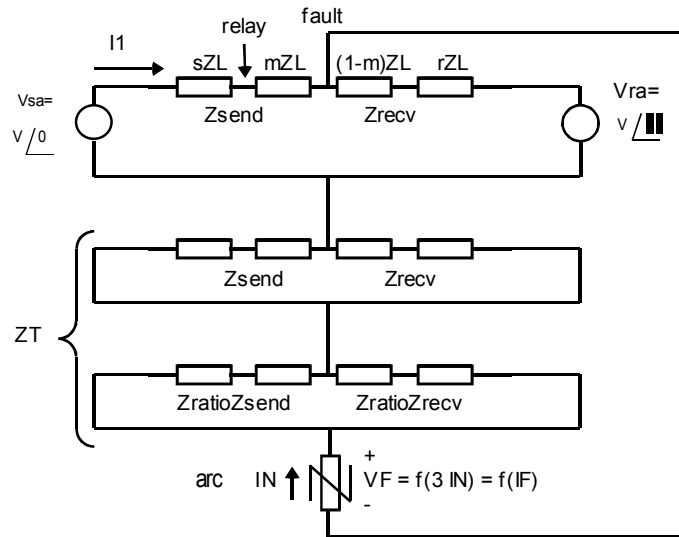 fault
relay
I1
sZL
mZL
(1-m)ZL
rZL
Vsa=
Vra=
Zsend
Zrecv
V/0
V/
Zsend
Zrecv
ZT
ZratioZsend
ZratioZrecv
+
arc
IN
VF = f(3 IN) = f(IF)
-